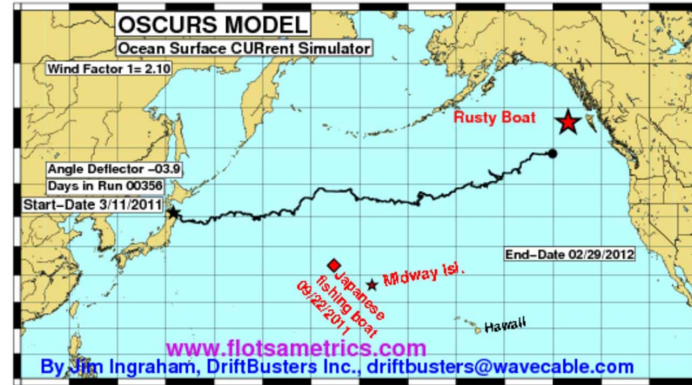 OSCURS MODEL
Ocean Surface CURrent Simulator
Wind Factor 1= 2.10
Rusty Boat
Angle Deflector -03.9
Days in Run 00356
Start-Date 3/11/2011
End-Date 02/29/2012
Midway isl.
Japanese
fishing boat
09/22/2011
Hawaii
www.flotsametrics.com
By Jim Ingraham, DriftBusters Inc., driftbusters@wavecable.com